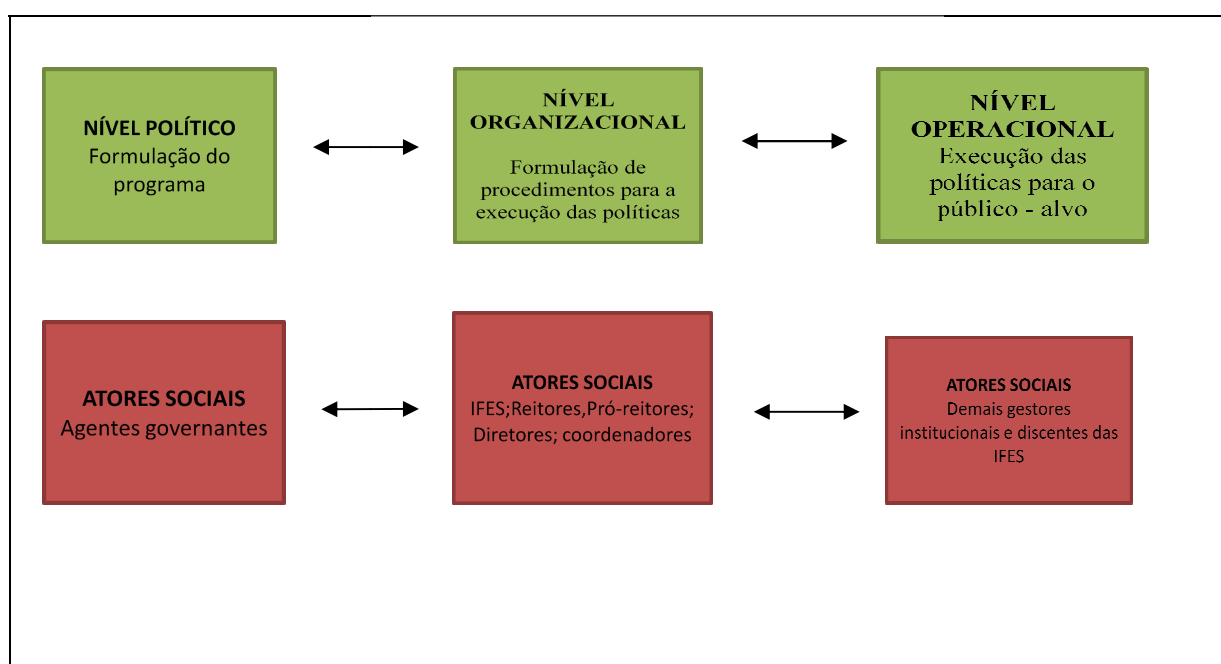 NÍVEL POLÍTICO
Formulação do
programa
NÍVEL
ORGANIZACIONAL
Formulação de
procedimentos para a
execução das políticas
NÍVEL
OPERACIONAL
Execução das
políticas para o
público - alvo
ATORES SOCIAIS
Agentes governantes
ATORES SOCIAIS
IFES;Reitores,Pró-reitores;
Diretores; coordenadores
ATORES SOCIAIS
Demais gestores
institucionais e discentes das
IFES